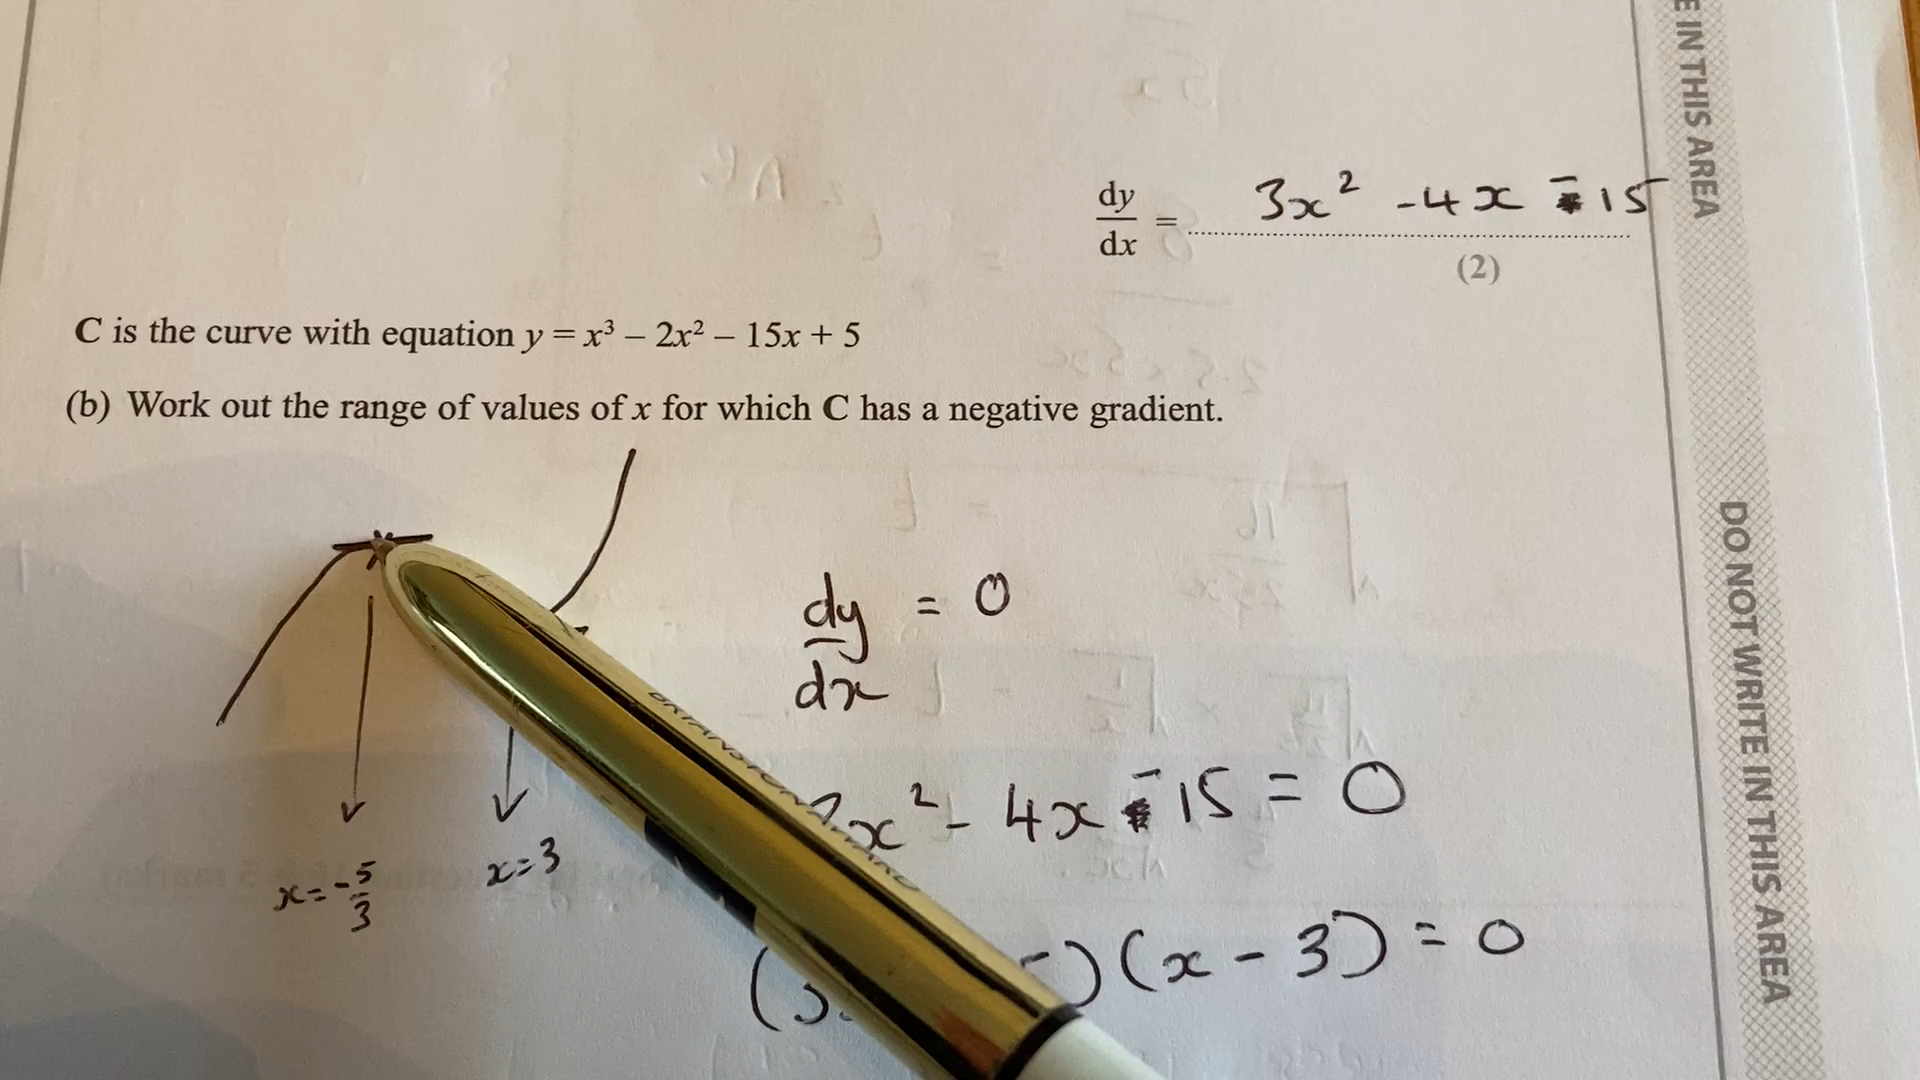 dy/dx = 3x² - 4x - 15
(2)
C is the curve with equation y = x³ – 2x² – 15x + 5
(b) Work out the range of values of x for which C has a negative gradient.
dy/dx = 0
x² - 4x - 15 = 0
x = -5/3
x = 3
)(x - 3) = 0
E IN THIS AREA
DO NOT WRITE IN THIS AREA